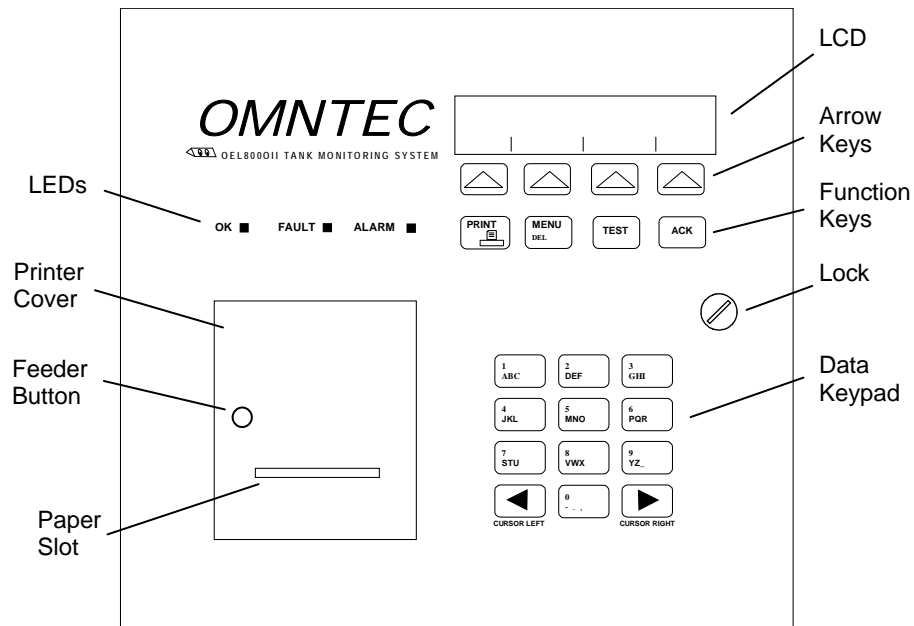 LCD
Arrow
Keys
Function
Keys
Lock
Data
Keypad
LEDs
Printer
Cover
Feeder
Button
Paper
Slot
OMNTEC
OEL8000II TANK MONITORING SYSTEM
OK FAULT ALARM
PRINT
MENU
DEL
TEST
ACK
1
ABC
2
DEF
3
GHI
4
JKL
5
MNO
6
PQR
7
STU
8
VWX
9
YZ_
0
- . ,
CURSOR LEFT
CURSOR RIGHT